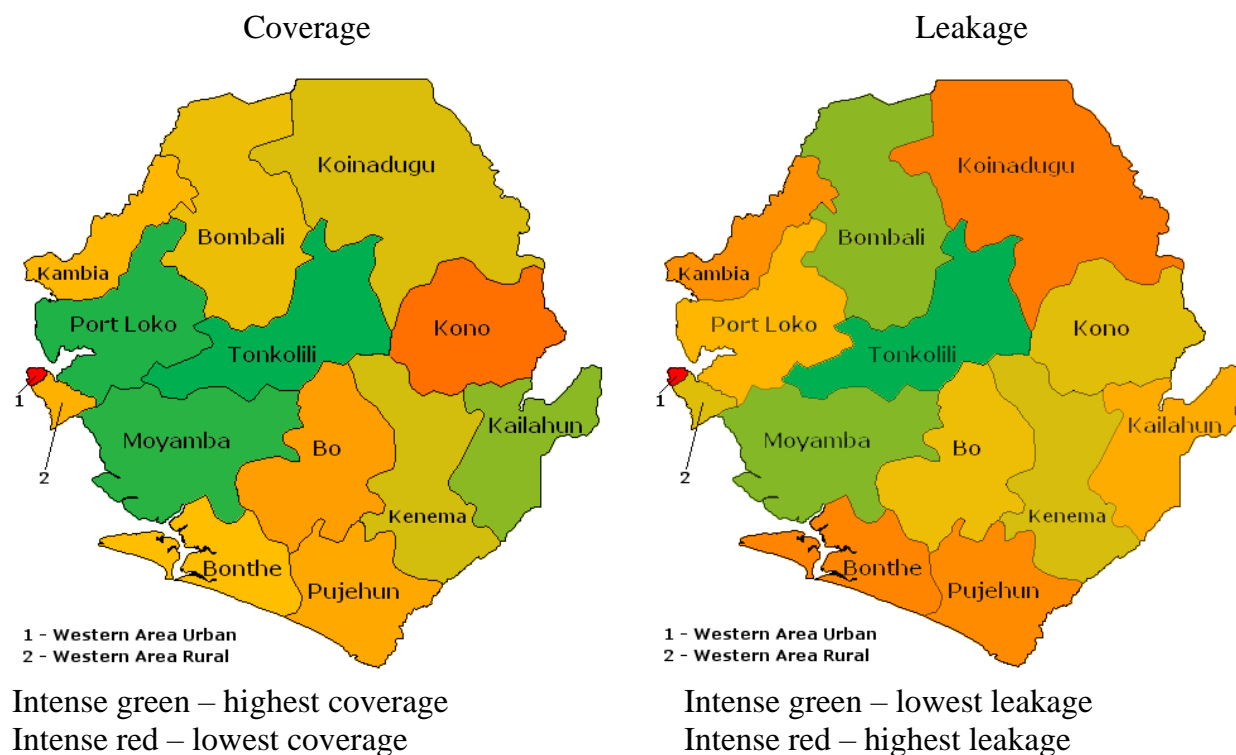 Coverage
Koinadugu
Bombali
Kambia
Port Loko
Kono
Tonkolili
1
Moyamba
Bo
Kailahun
2
Kenema
Bonthe
Pujehun
1 - Western Area Urban
2 - Western Area Rural
Intense green – highest coverage
Intense red – lowest coverage
Leakage
Koinadugu
Bombali
Kambia
Port Loko
Kono
Tonkolili
1
Moyamba
Bo
Kailahun
2
Kenema
Bonthe
Pujehun
1 - Western Area Urban
2 - Western Area Rural
Intense green – lowest leakage
Intense red – highest leakage